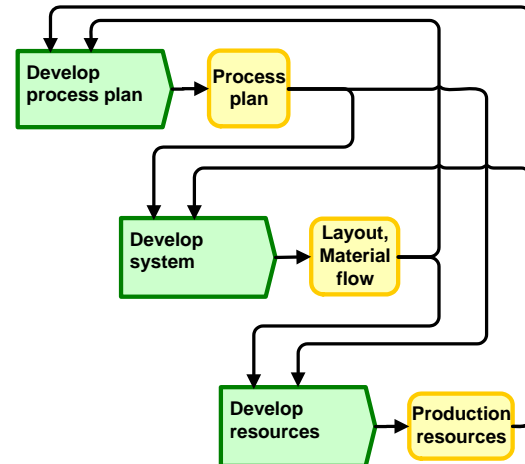 Develop
process plan
Process
plan
Develop
system
Layout,
Material
flow
Develop
resources
Production
resources